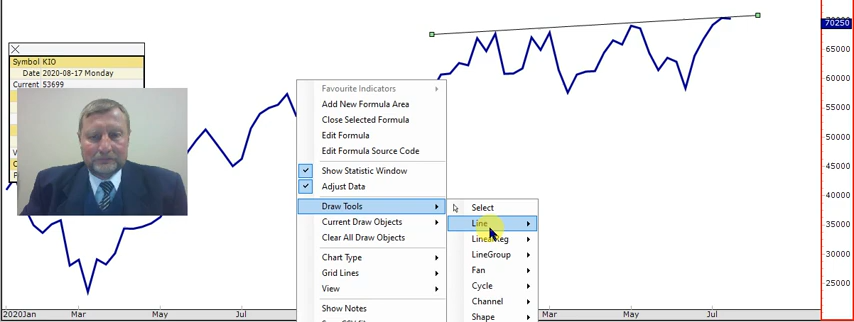 Symbol KIO
Date 2020-08-17 Monday
Current 53699
Favourite Indicators
Add New Formula Area
Close Selected Formula
Edit Formula
Edit Formula Source Code
Show Statistic Window
Adjust Data
Draw Tools
Current Draw Objects
Clear All Draw Objects
Chart Type
Grid Lines
View
Show Notes
Select
Line
LinearReg
LineGroup
Fan
Cycle
Channel
Shape
70250
65000
60000
55000
50000
45000
40000
35000
30000
25000
2020Jan
Mar
May
Jul
Mar
May
Jul